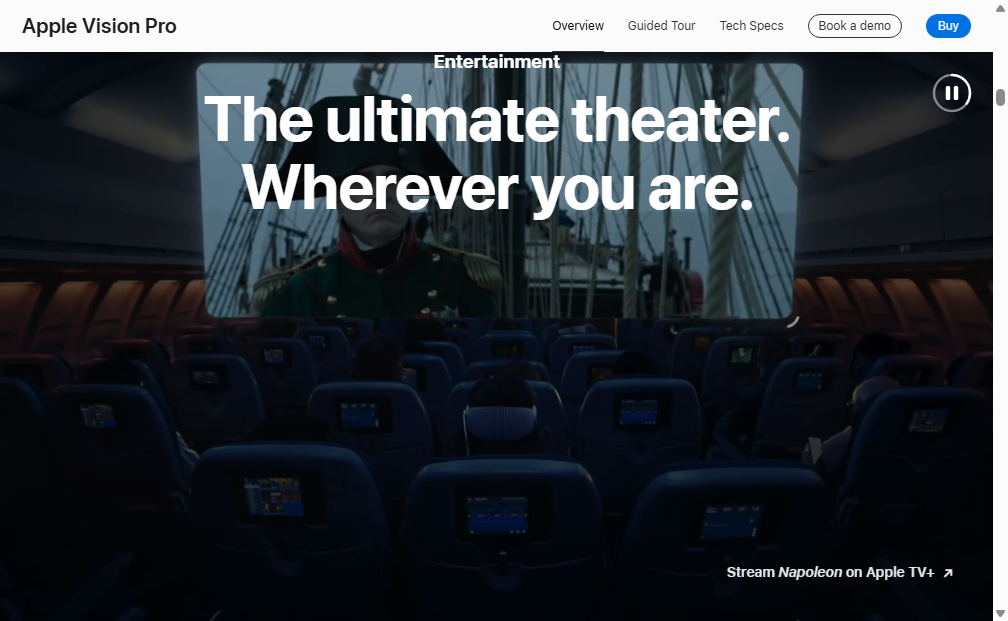 Apple Vision Pro
Overview
Guided Tour
Tech Specs
Book a demo
Buy
Entertainment
The ultimate theater.
Wherever you are.
Stream Napoleon on Apple TV+